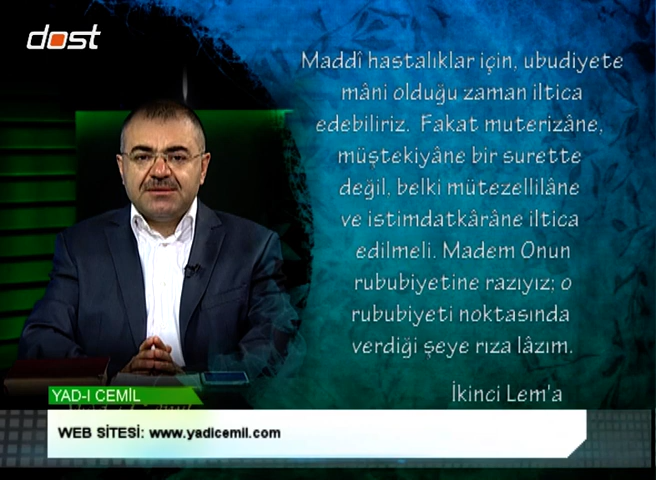 dost
Maddî hastalıklar için, ubudiyete
mâni olduğu zaman iltica
edebiliriz. Fakat muterizâne,
müştekiyâne bir surette
değil, belki mütezellilâne
ve istimdatkârâne iltica
edilmeli. Madem Onun
rububiyetine razıyız; o
rububiyeti noktasında
verdiği şeye rıza lâzım.
İkinci Lem'a
YAD-I CEMİL
WEB SİTESİ: www.yadicemil.com